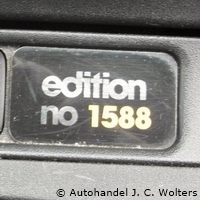 edition
no 1588
© Autohandel J. C. Wolters